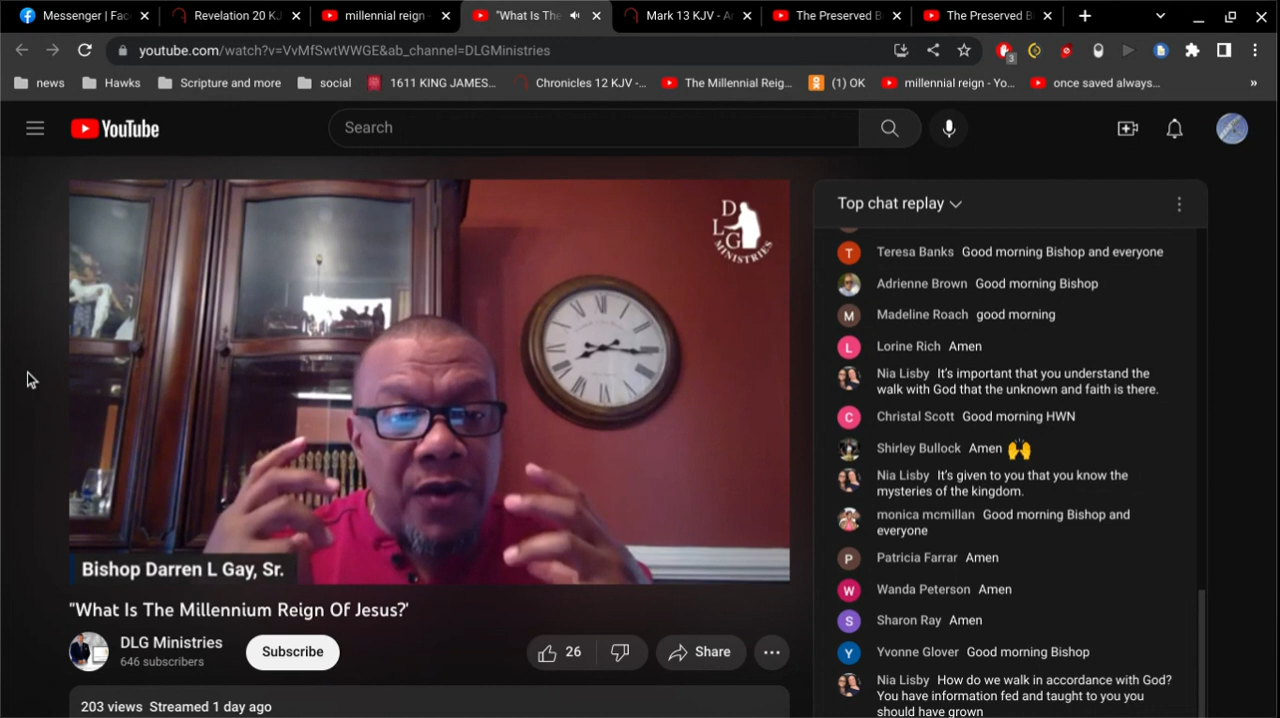 Messenger | Fac
Revelation 20 KJ
millennial reign -
"What Is The
Mark 13 KJV - A
The Preserved B
The Preserved B
youtube.com/watch?v=VvMfSwtWWGE&ab_channel=DLGMinistries
3
news
Hawks
Scripture and more
social
1611 KING JAMES...
Chronicles 12 KJV -...
The Millennial Reig...
(1) OK
millennial reign - Yo...
once saved always...
»
YouTube
Search
D
L
G
MINISTRIES
Bishop Darren L Gay, Sr.
"What Is The Millennium Reign Of Jesus?'
DLG Ministries
646 subscribers
Subscribe
26
Share
203 views Streamed 1 day ago
Top chat replay
T
Teresa Banks Good morning Bishop and everyone
Adrienne Brown Good morning Bishop
M
Madeline Roach good morning
L
Lorine Rich Amen
Nia Lisby It's important that you understand the
walk with God that the unknown and faith is there.
C
Christal Scott Good morning HWN
Shirley Bullock Amen
Nia Lisby It's given to you that you know the
mysteries of the kingdom.
monica mcmillan Good morning Bishop and
everyone
P
Patricia Farrar Amen
W
Wanda Peterson Amen
S
Sharon Ray Amen
Y
Yvonne Glover Good morning Bishop
Nia Lisby How do we walk in accordance with God?
You have information fed and taught to you you
should have grown